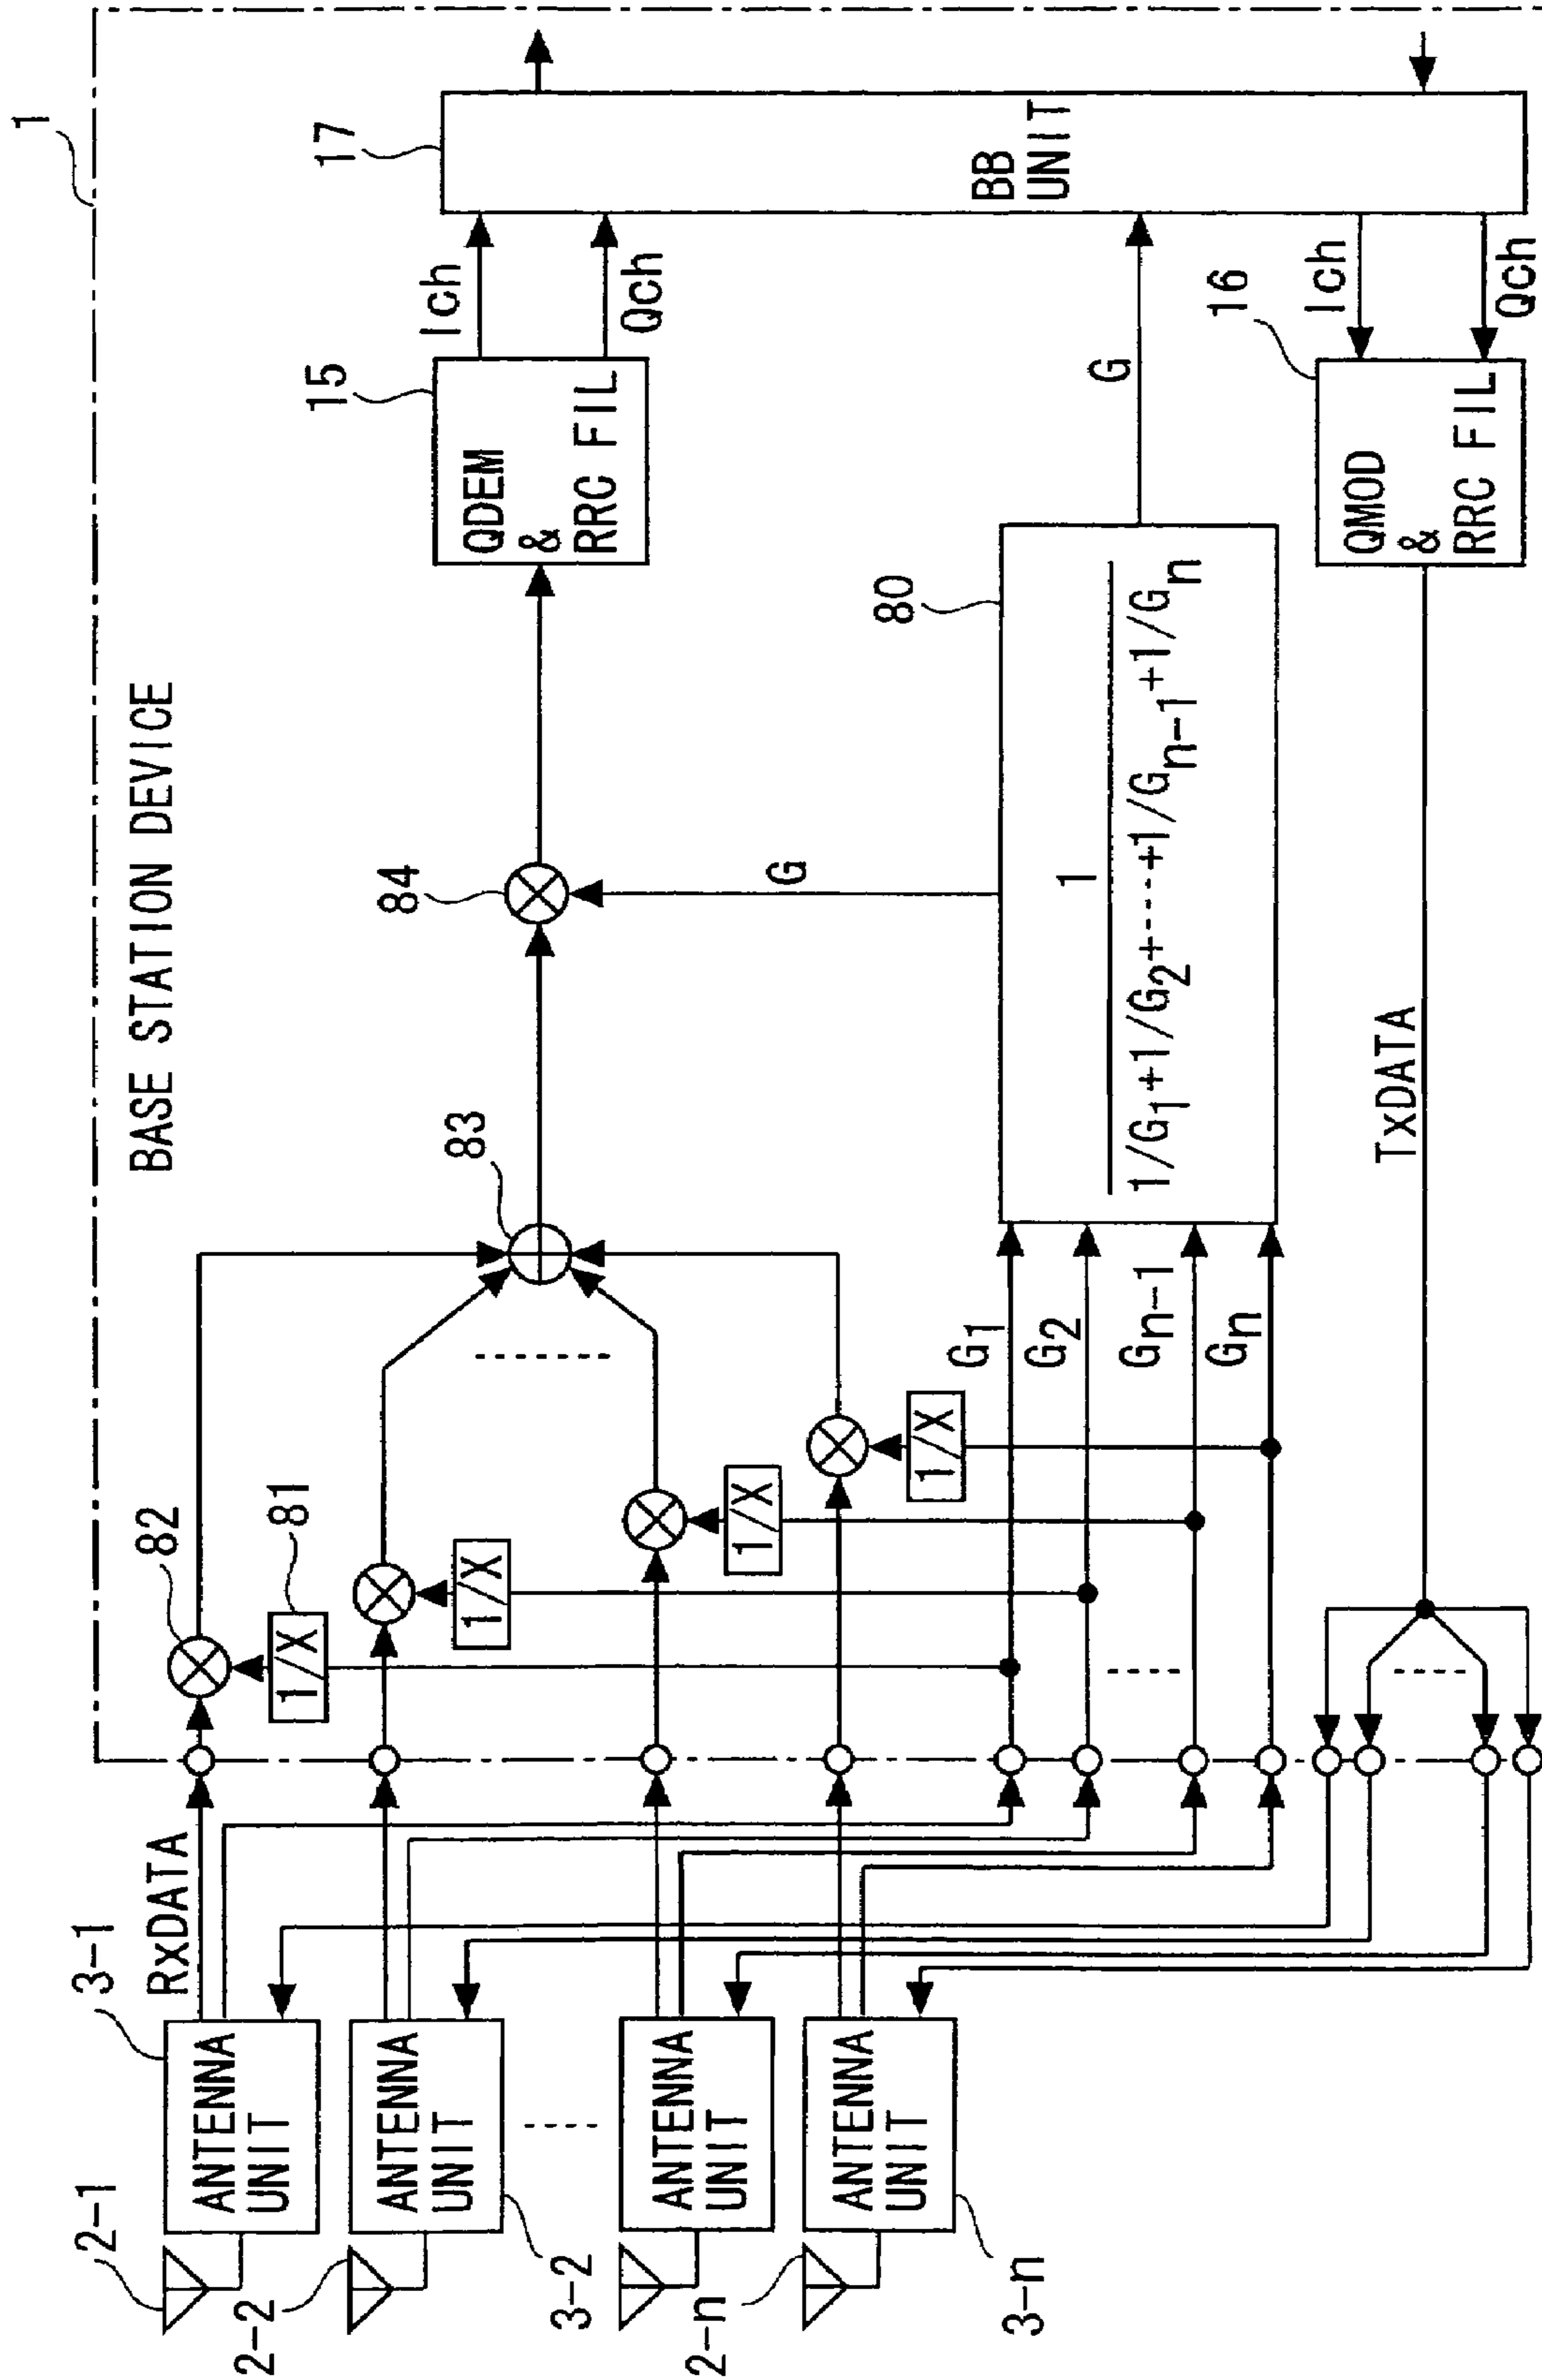 1
BASE STATION DEVICE
2-1
3-1
ANTENNA
UNIT
RxDATA
82
81
1/X
83
84
15
QDEM
&
RRC FIL
Ich
Qch
17
BB
UNIT
2-2
ANTENNA
UNIT
3-2
1/X
ANTENNA
UNIT
1/X
2-n
ANTENNA
UNIT
3-n
1/X
G
G1
G2
Gn-1
Gn
80
1
1/G1+1/G2+----+1/Gn-1+1/Gn
G
TxDATA
16
QMOD
&
RRC FIL
Ich
Qch